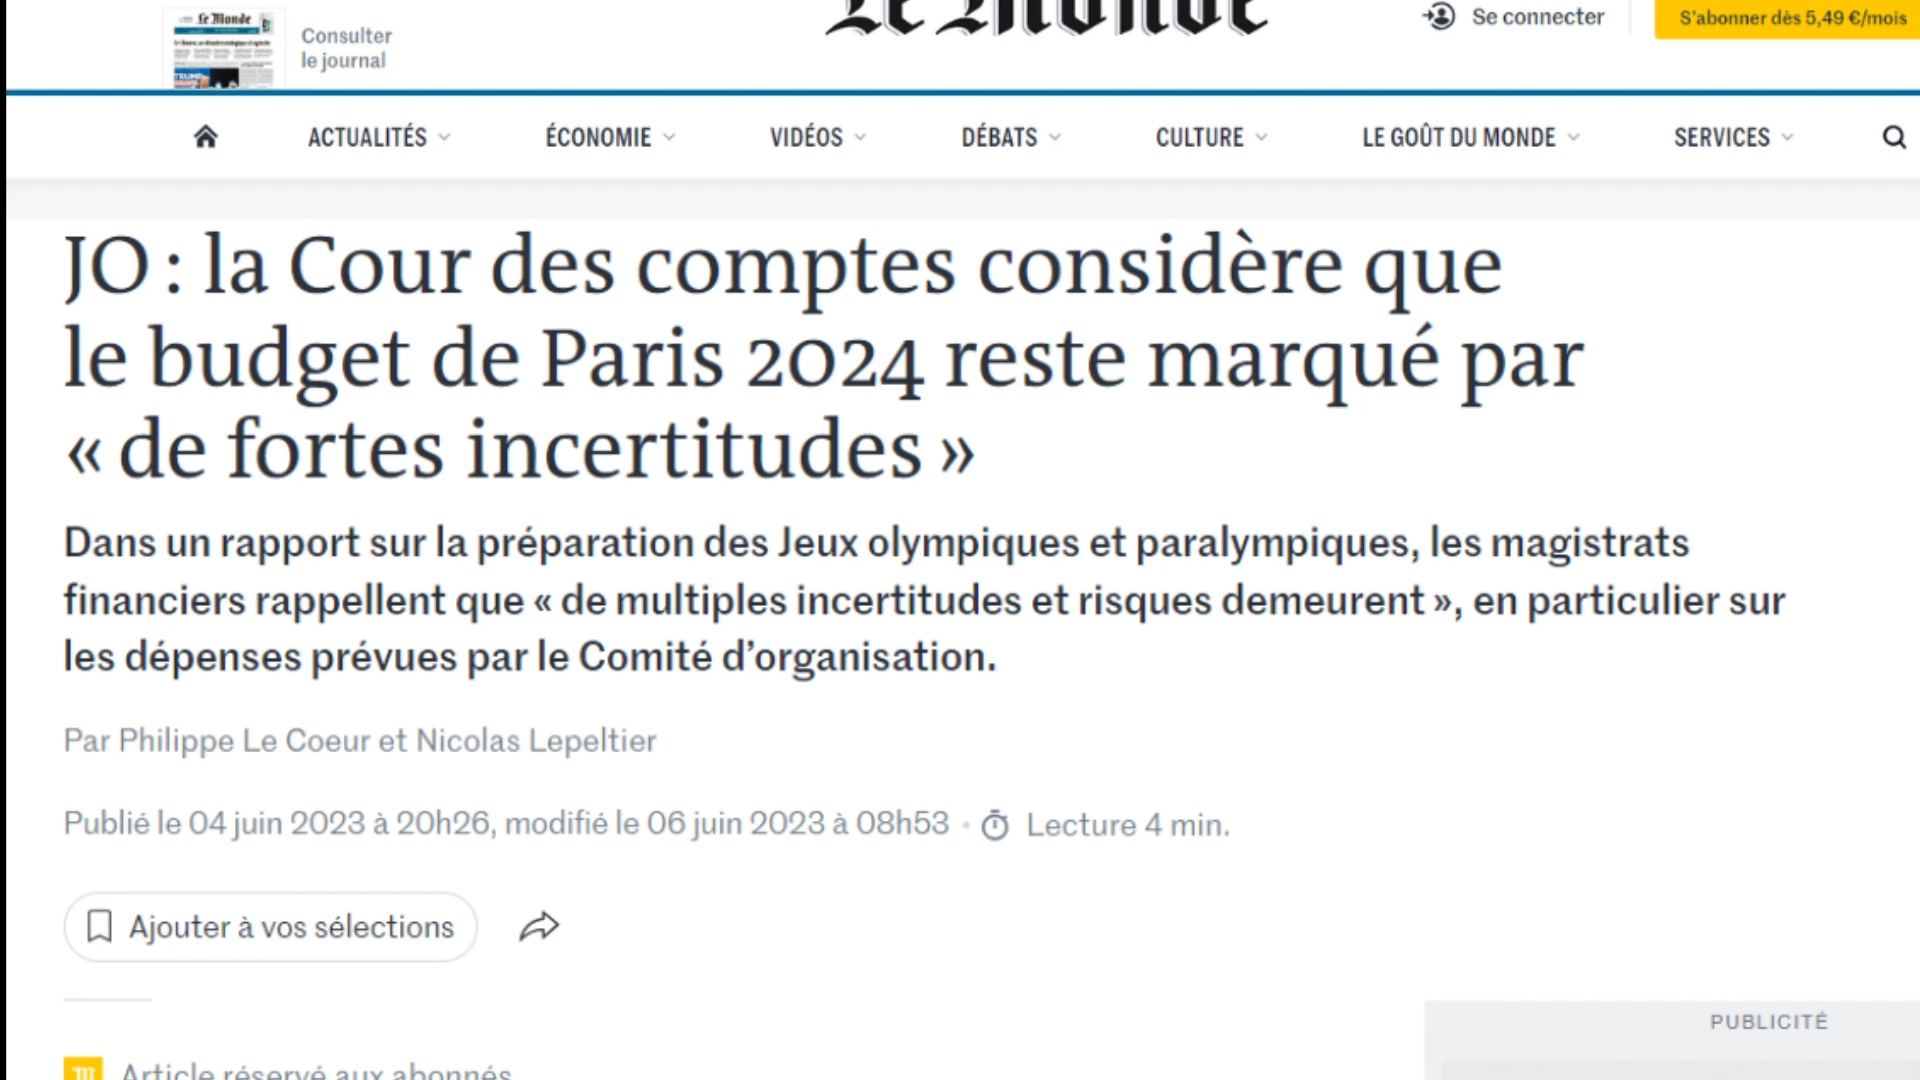 Le Monde
Consulter
le journal
Le Monde
Se connecter
S'abonner dès 5,49 €/mois
ACTUALITÉS
ÉCONOMIE
VIDÉOS
DÉBATS
CULTURE
LE GOÛT DU MONDE
SERVICES
JO : la Cour des comptes considère que
le budget de Paris 2024 reste marqué par
« de fortes incertitudes »
Dans un rapport sur la préparation des Jeux olympiques et paralympiques, les magistrats
financiers rappellent que « de multiples incertitudes et risques demeurent », en particulier sur
les dépenses prévues par le Comité d’organisation.
Par Philippe Le Coeur et Nicolas Lepeltier
Publié le 04 juin 2023 à 20h26, modifié le 06 juin 2023 à 08h53 • Lecture 4 min.
Ajouter à vos sélections
PUBLICITÉ
Article réservé aux abonnés